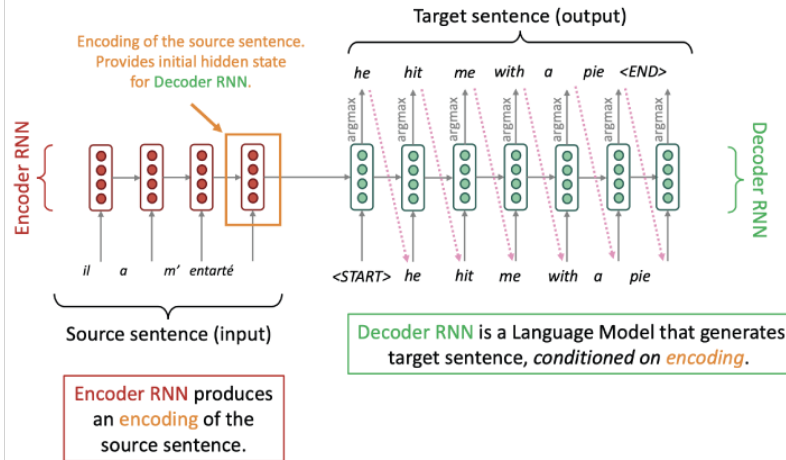 Target sentence (output)
Encoding of the source sentence.
Provides initial hidden state
for Decoder RNN.
he hit me with a pie <END>
argmax argmax argmax argmax argmax argmax argmax
Encoder RNN
Decoder RNN
il a m' entarté
<START> he hit me with a pie
Source sentence (input)
Decoder RNN is a Language Model that generates
target sentence, conditioned on encoding.
Encoder RNN produces
an encoding of the
source sentence.